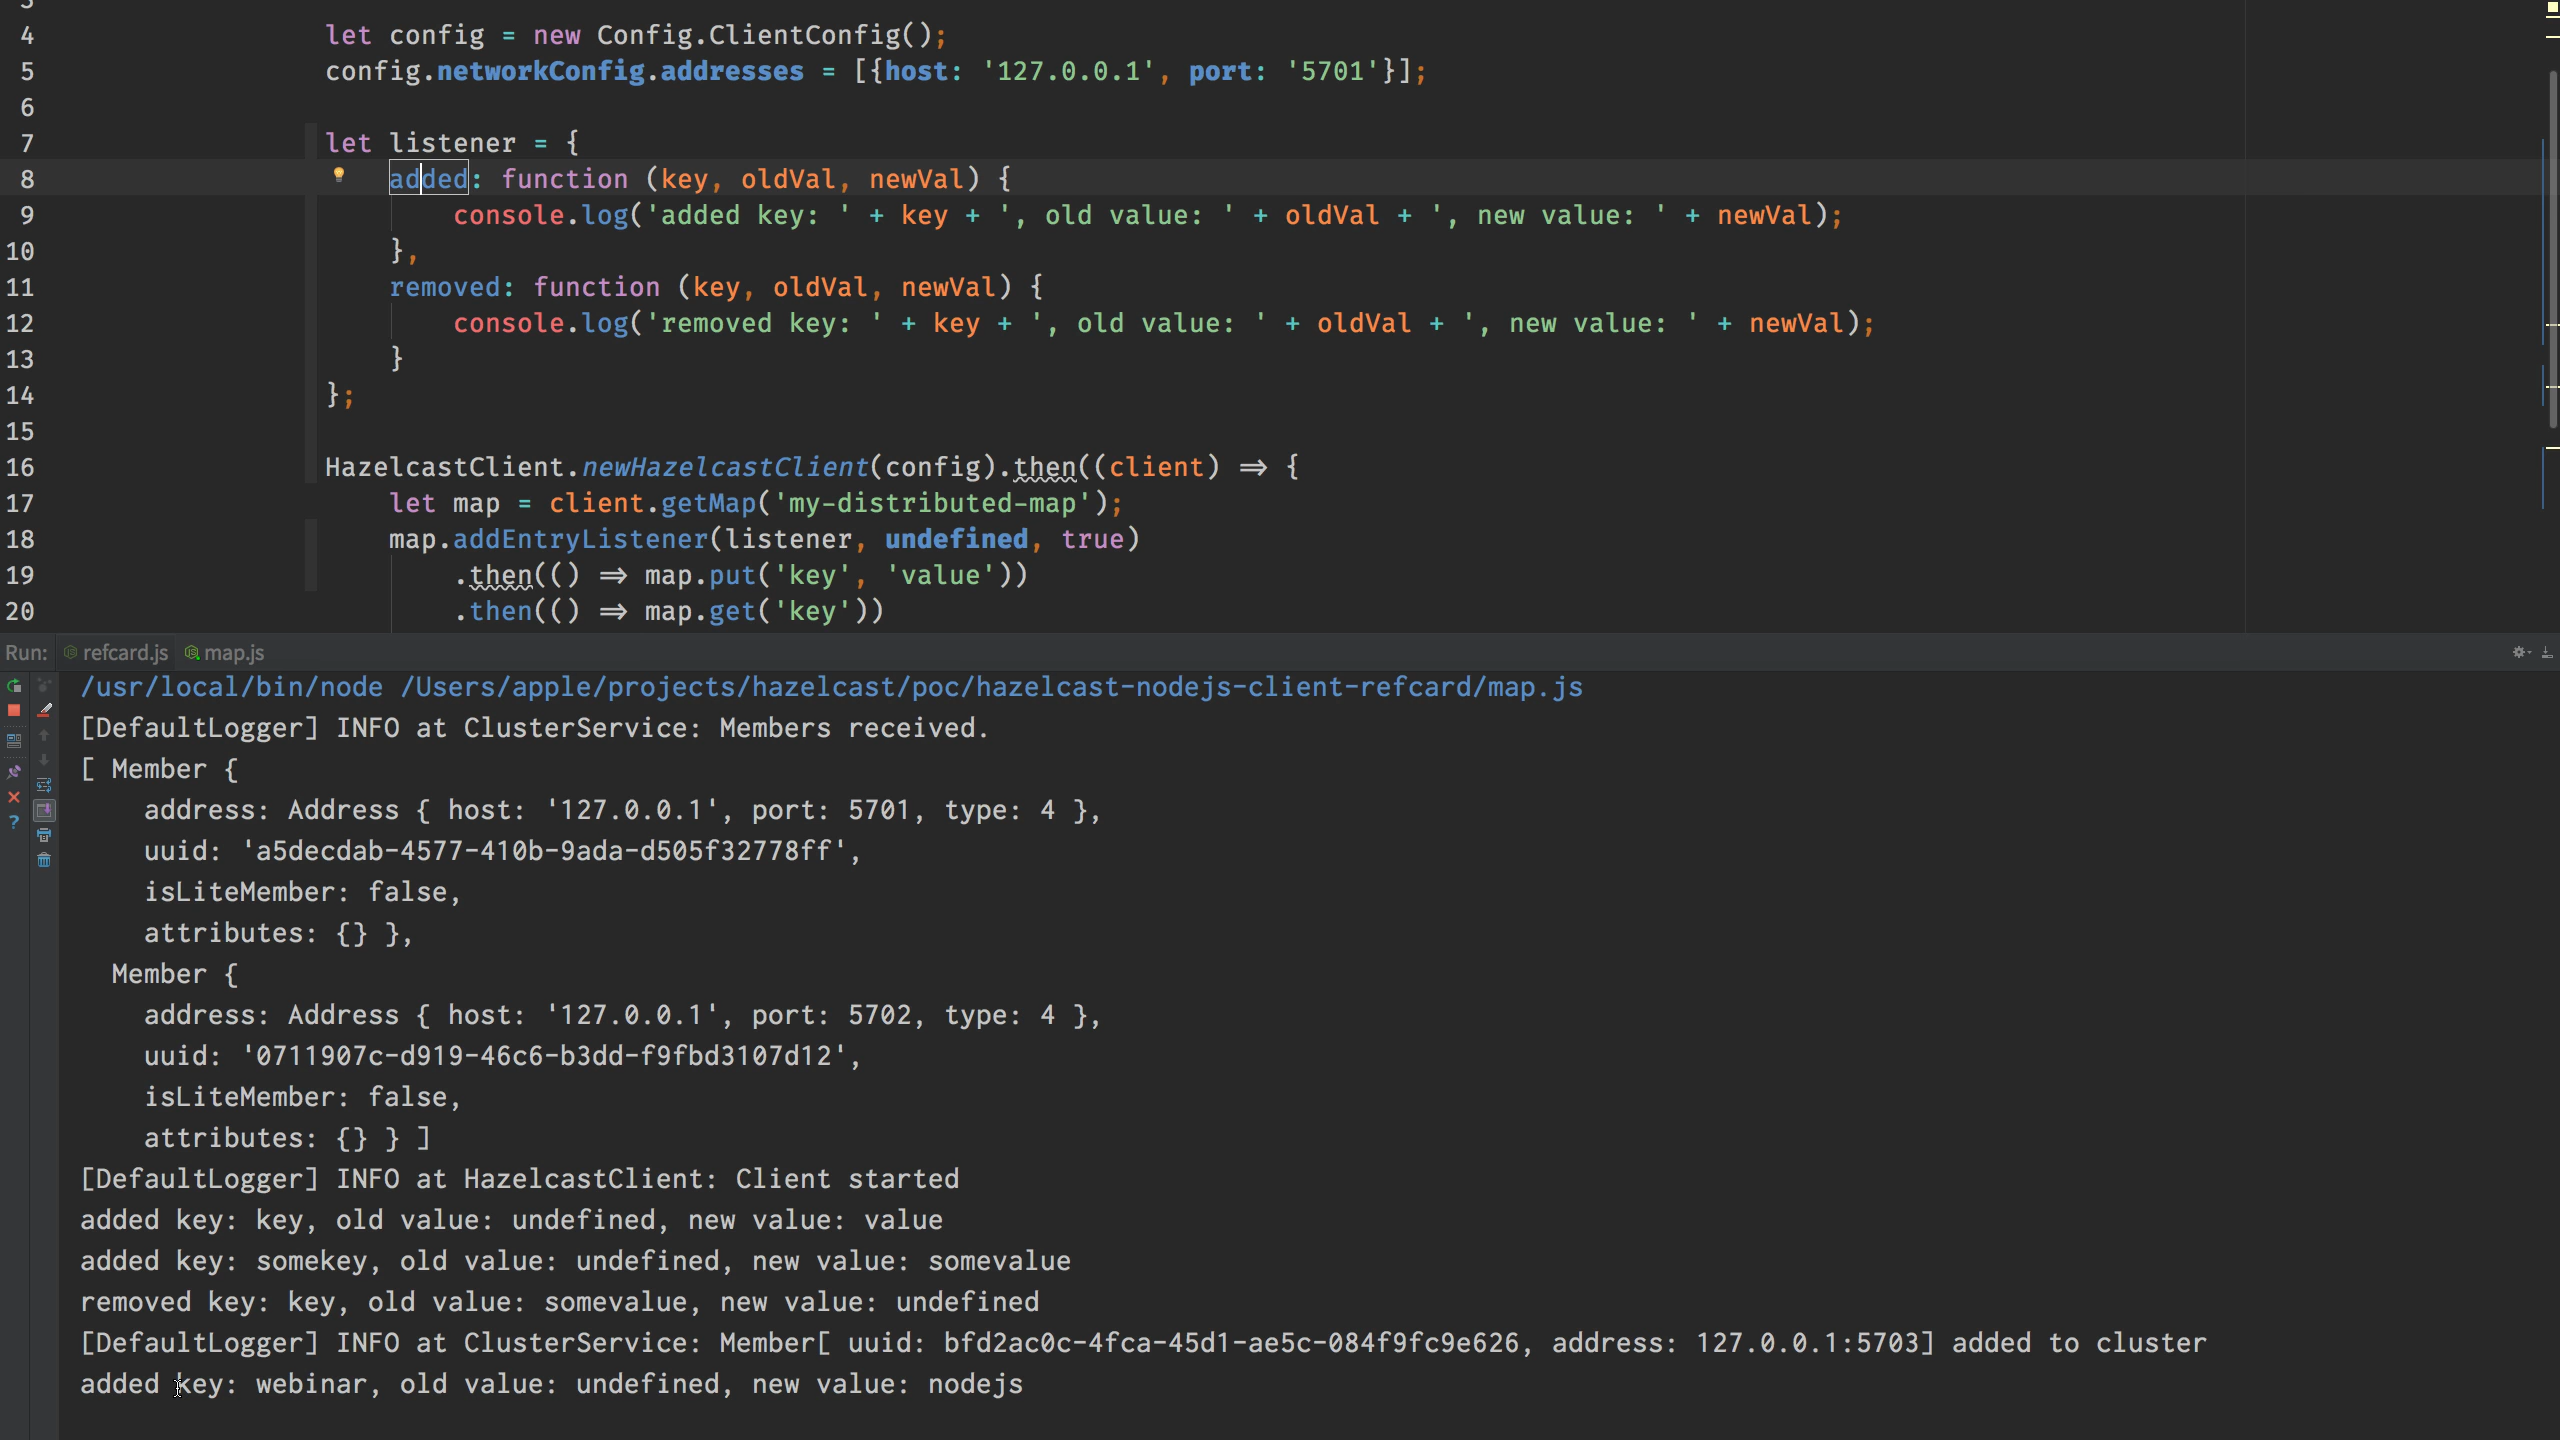 4 let config = new Config.ClientConfig();
5 config.networkConfig.addresses = [{host: '127.0.0.1', port: '5701'}];
6
7 let listener = {
8 added: function (key, oldVal, newVal) {
9 console.log('added key: ' + key + ', old value: ' + oldVal + ', new value: ' + newVal);
10 },
11 removed: function (key, oldVal, newVal) {
12 console.log('removed key: ' + key + ', old value: ' + oldVal + ', new value: ' + newVal);
13 }
14 };
15
16 HazelcastClient.newHazelcastClient(config).then((client) ⇒ {
17 let map = client.getMap('my-distributed-map');
18 map.addEntryListener(listener, undefined, true)
19 .then(() ⇒ map.put('key', 'value'))
20 .then(() ⇒ map.get('key'))
Run: refcard.js map.js
/usr/local/bin/node /Users/apple/projects/hazelcast/poc/hazelcast-nodejs-client-refcard/map.js
[DefaultLogger] INFO at ClusterService: Members received.
[ Member {
address: Address { host: '127.0.0.1', port: 5701, type: 4 },
uuid: 'a5decdab-4577-410b-9ada-d505f32778ff',
isLiteMember: false,
attributes: {} },
Member {
address: Address { host: '127.0.0.1', port: 5702, type: 4 },
uuid: '0711907c-d919-46c6-b3dd-f9fbd3107d12',
isLiteMember: false,
attributes: {} } ]
[DefaultLogger] INFO at HazelcastClient: Client started
added key: key, old value: undefined, new value: value
added key: somekey, old value: undefined, new value: somevalue
removed key: key, old value: somevalue, new value: undefined
[DefaultLogger] INFO at ClusterService: Member[ uuid: bfd2ac0c-4fca-45d1-ae5c-084f9fc9e626, address: 127.0.0.1:5703] added to cluster
added key: webinar, old value: undefined, new value: nodejs